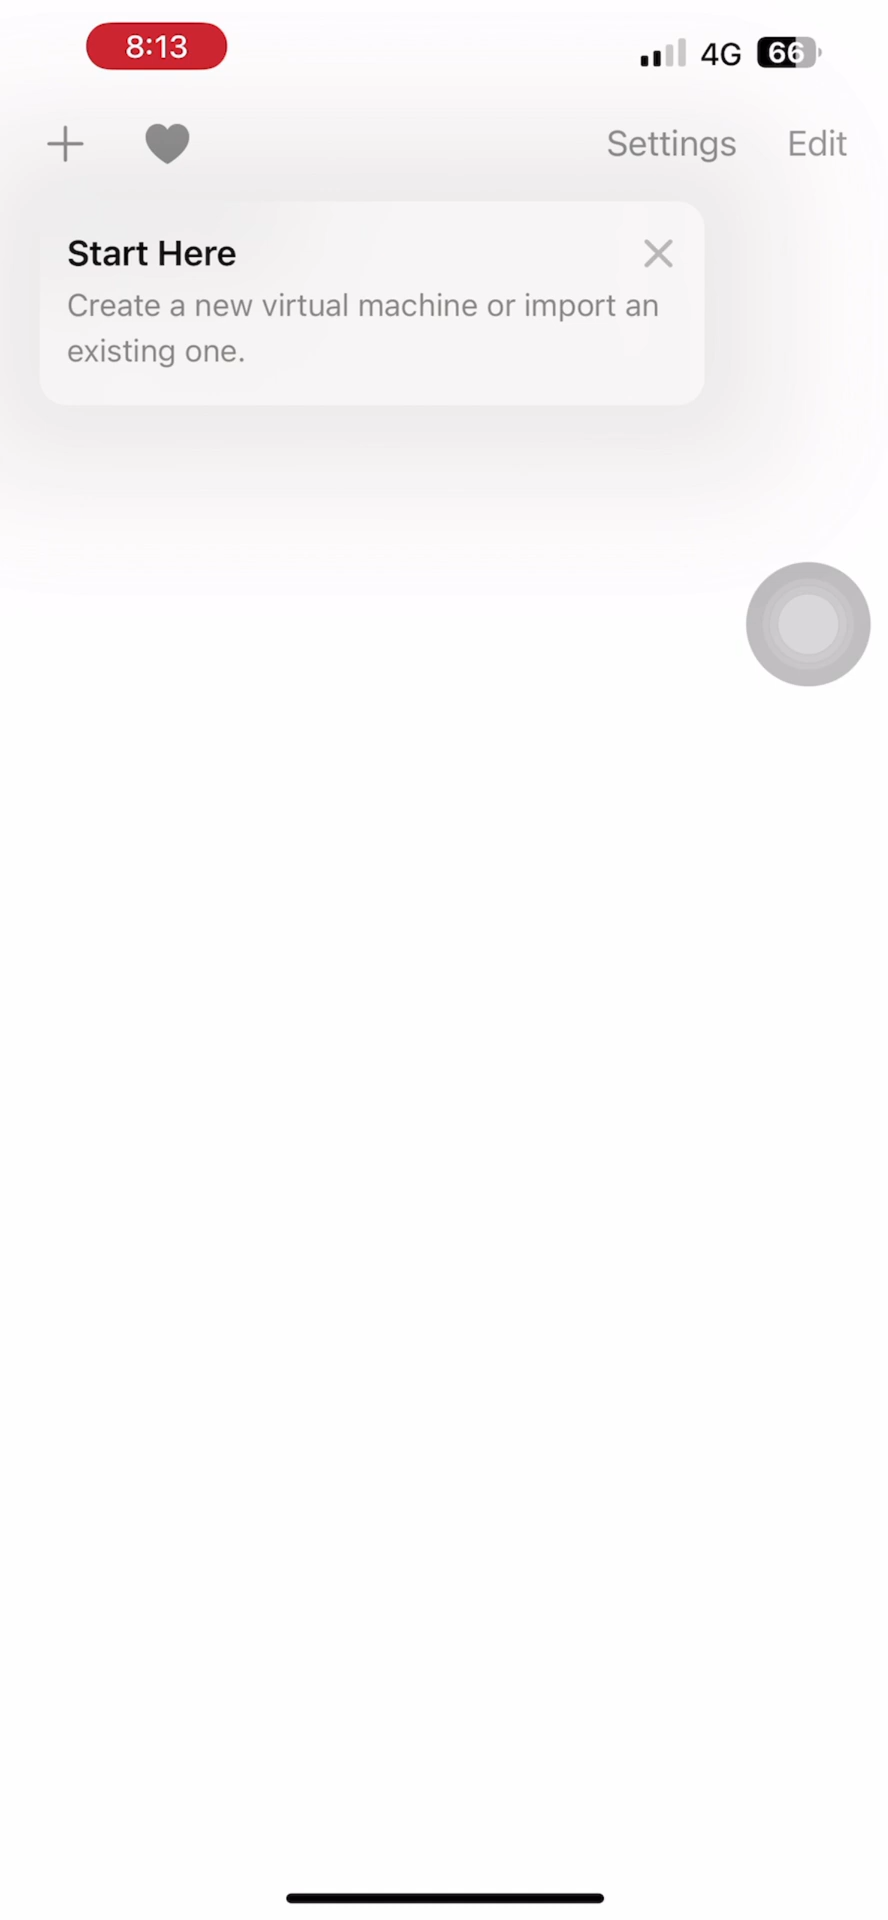 8:13
4G 66
Settings Edit
Start Here
Create a new virtual machine or import an
existing one.